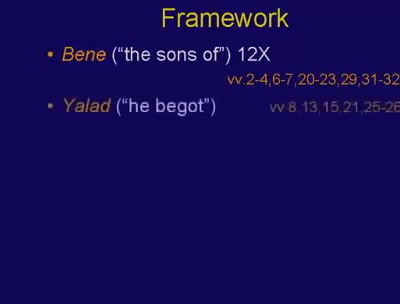 Framework
• Bene (“the sons of”) 12X
vv.2-4,6-7,20-23,29,31-32
• Yalad (“he begot”) vv 8,13,15,21,25-26